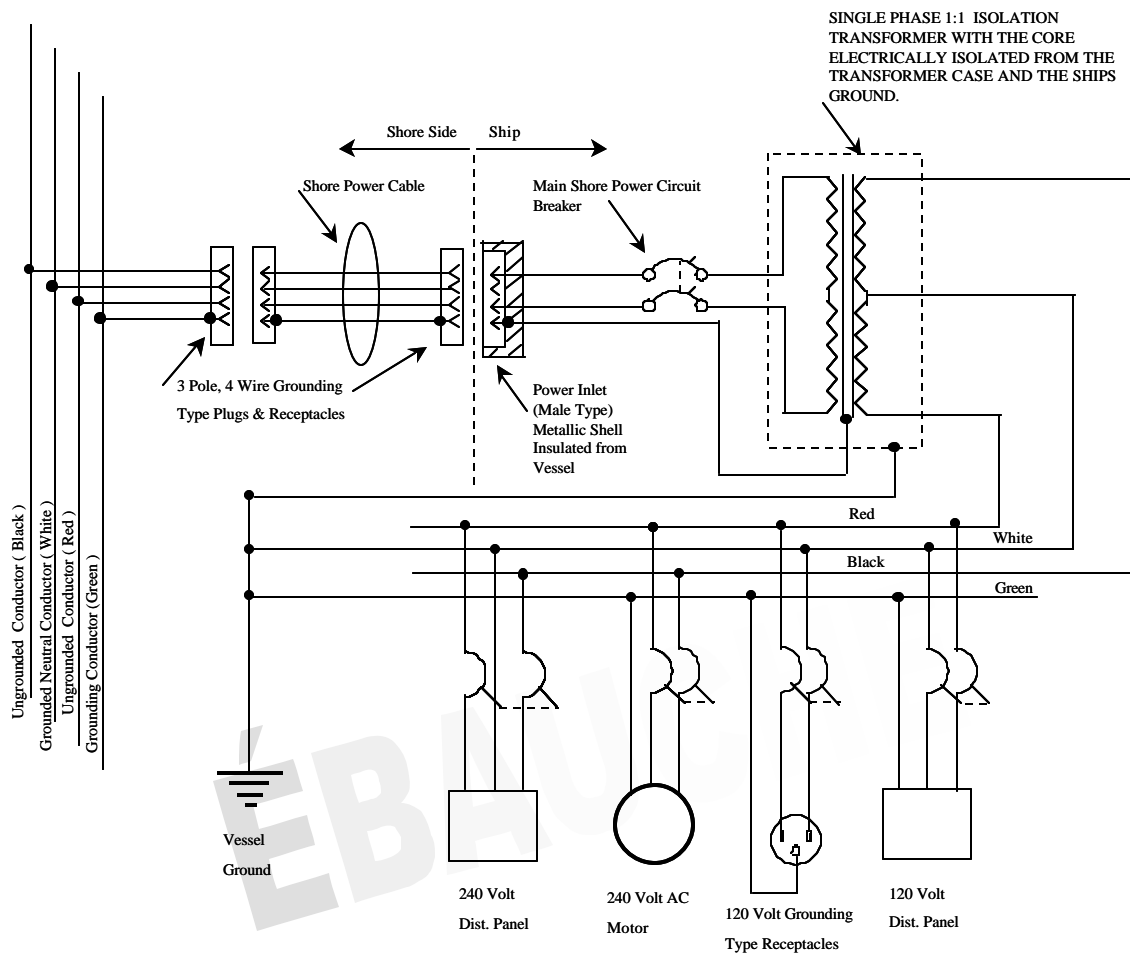 SINGLE PHASE 1:1 ISOLATION
TRANSFORMER WITH THE CORE
ELECTRICALLY ISOLATED FROM THE
TRANSFORMER CASE AND THE SHIPS
GROUND.
Shore Side
Ship
Shore Power Cable
Main Shore Power Circuit
Breaker
3 Pole, 4 Wire Grounding
Type Plugs & Receptacles
Power Inlet
(Male Type)
Metallic Shell
Insulated from
Vessel
Ungrounded Conductor ( Black )
Grounded Neutral Conductor ( White )
Ungrounded Conductor ( Red )
Grounding Conductor (Green )
Red
White
Black
Green
ÉBAUCHE
Vessel
Ground
240 Volt
Dist. Panel
240 Volt AC
Motor
120 Volt Grounding
Type Receptacles
120 Volt
Dist. Panel